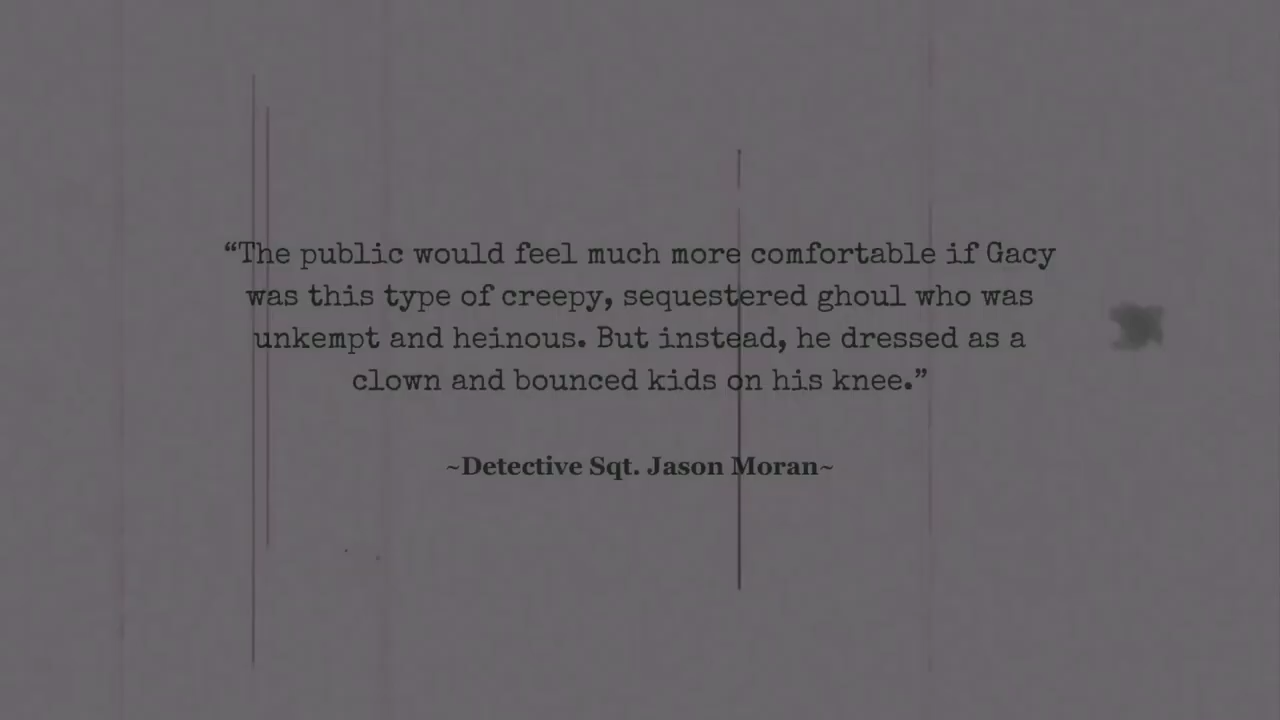 “The public would feel much more comfortable if Gacy
was this type of creepy, sequestered ghoul who was
unkempt and heinous. But instead, he dressed as a
clown and bounced kids on his knee.”
~Detective Sqt. Jason Moran~